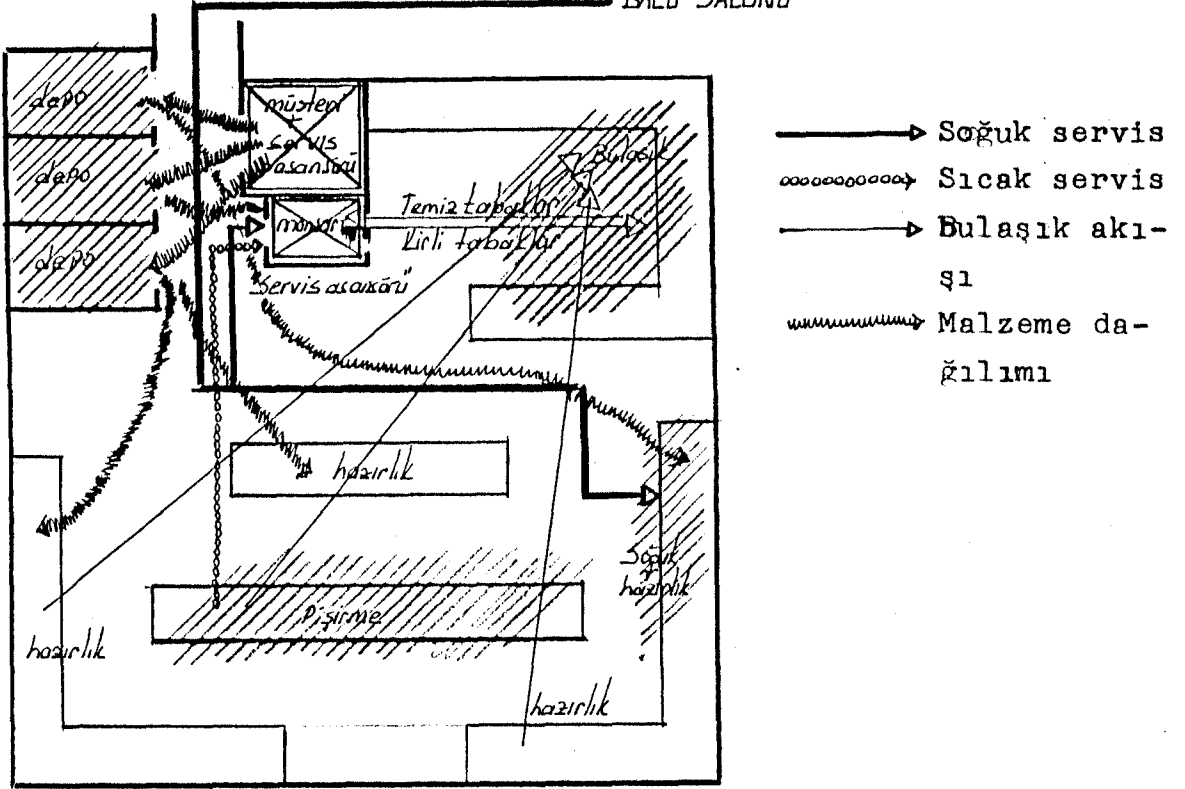 BALO SALONU
depo
depo
depo
müşteri
+
servis
asansörü
monşarj
Servis asansörü
Temiz tabaklar
Kirli tabaklar
Bulaşık
hazırlık
Soğuk
hazırlık
Pişirme
hazırlık
hazırlık
Soğuk servis
Sıcak servis
Bulaşık akı-
şı
Malzeme da-
ğılımı